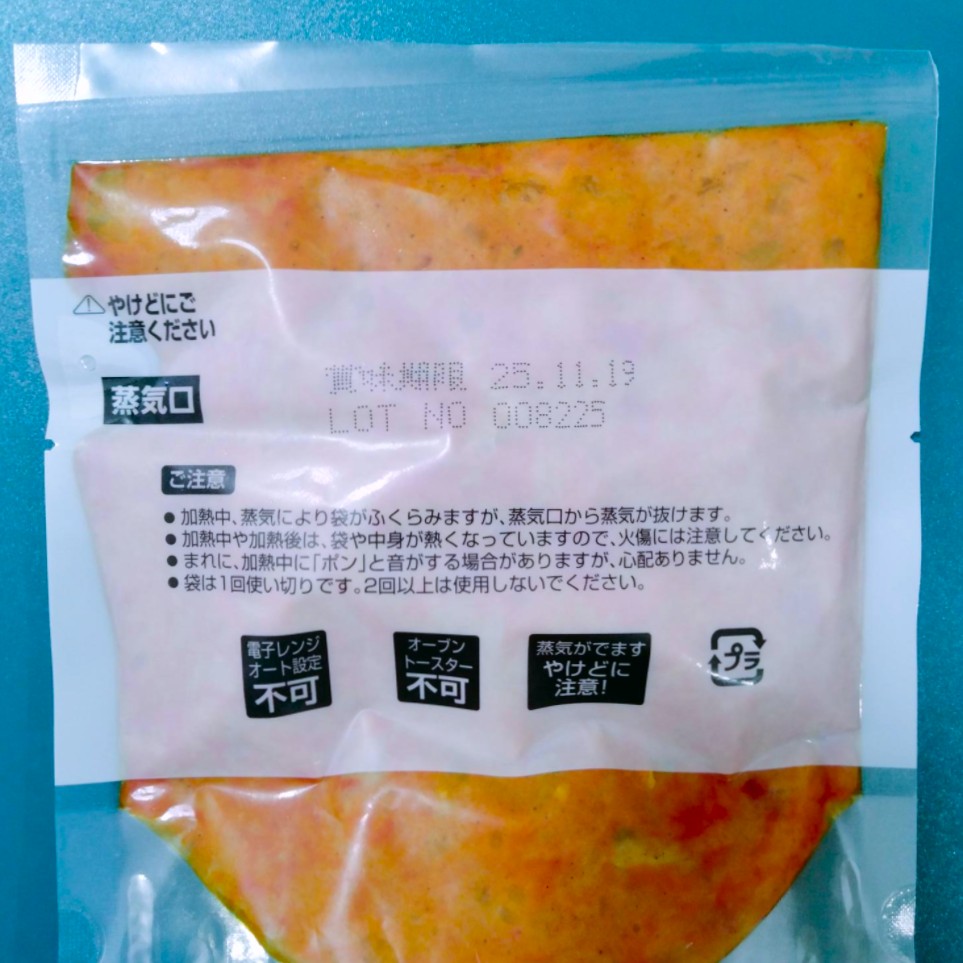 ⚠やけどにご
注意ください
蒸気口
賞味期限 25.11.19
LOT NO 008225
ご注意
● 加熱中、蒸気により袋がふくらみますが、蒸気口から蒸気が抜けます。
● 加熱中や加熱後は、袋や中身が熱くなっていますので、火傷には注意してください。
● まれに、加熱中に「ポン」と音がする場合がありますが、心配ありません。
● 袋は1回使い切りです。2回以上は使用しないでください。
電子レンジ
オート設定
不可
オーブン
トースター
不可
蒸気がでます
やけどに
注意!
プラ